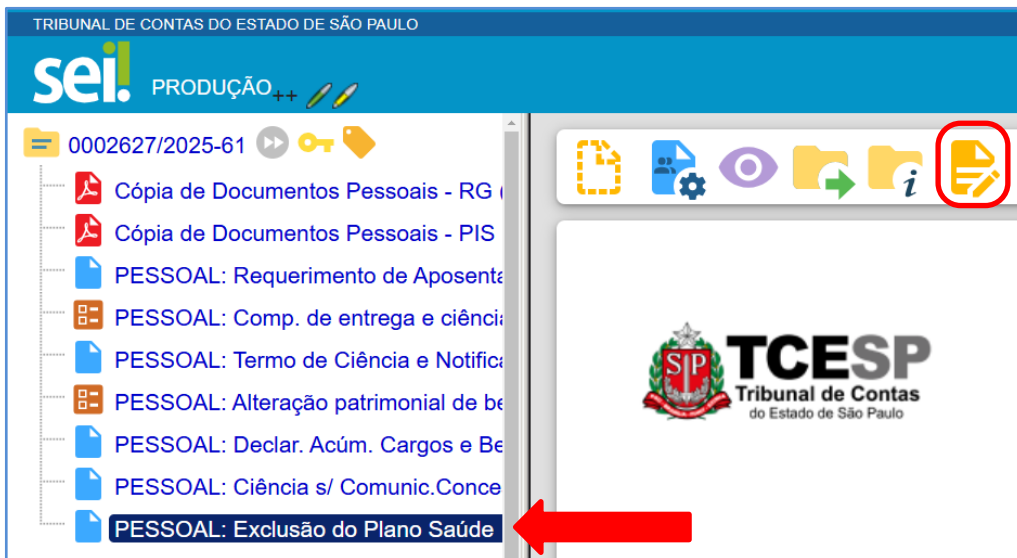 TRIBUNAL DE CONTAS DO ESTADO DE SÃO PAULO
sei! PRODUÇÃO++
0002627/2025-61
Cópia de Documentos Pessoais - RG (
Cópia de Documentos Pessoais - PIS
PESSOAL: Requerimento de Aposenta
PESSOAL: Comp. de entrega e ciência
PESSOAL: Termo de Ciência e Notifica
PESSOAL: Alteração patrimonial de be
PESSOAL: Declar. Acúm. Cargos e Be
PESSOAL: Ciência s/ Comunic.Conce
PESSOAL: Exclusão do Plano Saúde
i
SP
TCESP
Tribunal de Contas
do Estado de São Paulo